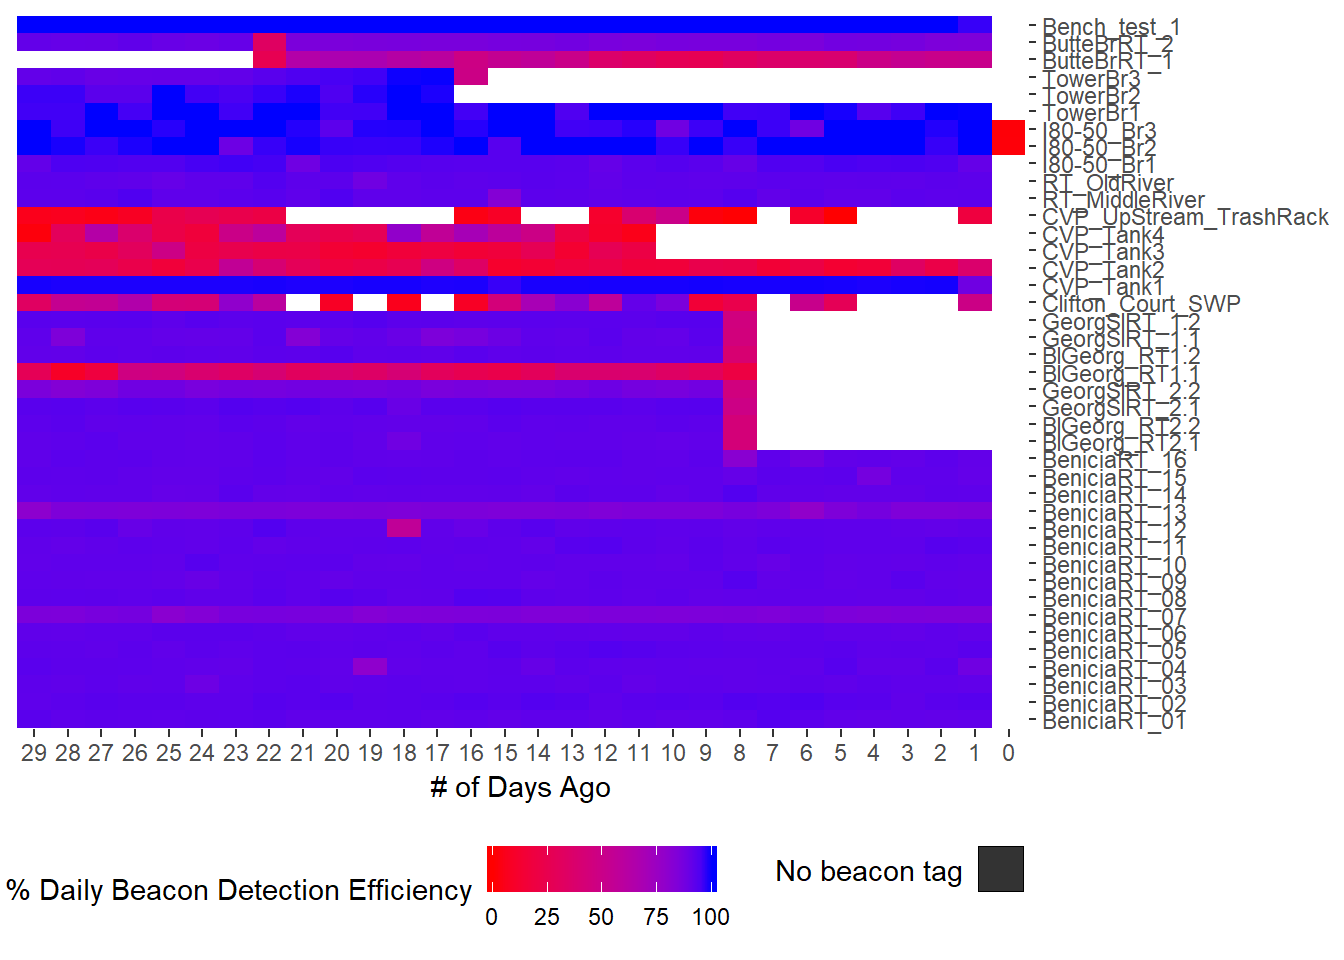 Bench_test_1
ButteBrRT_2
ButteBrRT_1
TowerBr3
TowerBr2
TowerBr1
I80-50_Br3
I80-50_Br2
I80-50_Br1
RT_OldRiver
RT_MiddleRiver
CVP_UpStream_TrashRack
CVP_Tank4
CVP_Tank3
CVP_Tank2
CVP_Tank1
Clifton_Court_SWP
GeorgSlRT_1.2
GeorgSlRT_1.1
BlGeorg_RT1.2
BlGeorg_RT1.1
GeorgSlRT_2.2
GeorgSlRT_2.1
BlGeorg_RT2.2
BlGeorg_RT2.1
BeniciaRT_16
BeniciaRT_15
BeniciaRT_14
BeniciaRT_13
BeniciaRT_12
BeniciaRT_11
BeniciaRT_10
BeniciaRT_09
BeniciaRT_08
BeniciaRT_07
BeniciaRT_06
BeniciaRT_05
BeniciaRT_04
BeniciaRT_03
BeniciaRT_02
BeniciaRT_01
29 28 27 26 25 24 23 22 21 20 19 18 17 16 15 14 13 12 11 10 9 8 7 6 5 4 3 2 1 0
# of Days Ago
% Daily Beacon Detection Efficiency
0 25 50 75 100
No beacon tag